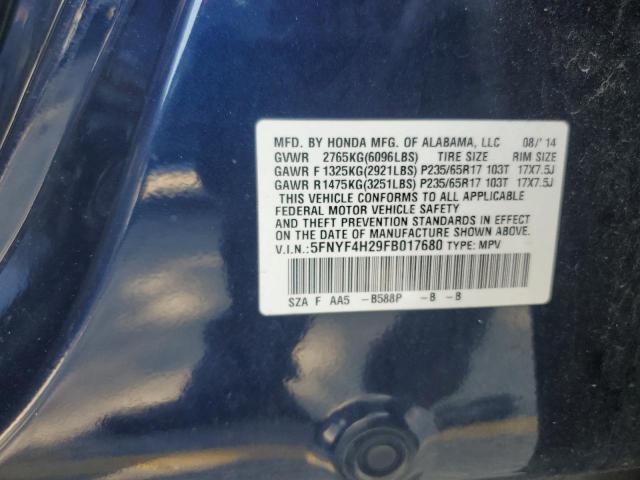 MFD. BY HONDA MFG. OF ALABAMA, LLC 08/'14
GVWR 2765KG(6096LBS) TIRE SIZE RIM SIZE
GAWR F 1325KG(2921LBS) P235/65R17 103T 17X7.5J
GAWR R 1475KG(3251LBS) P235/65R17 103T 17X7.5J
THIS VEHICLE CONFORMS TO ALL APPLICABLE
FEDERAL MOTOR VEHICLE SAFETY
AND THEFT PREVENTION STANDARDS IN EFFECT
ON THE DATE OF MANUFACTURE SHOWN ABOVE.
V.I.N.:5FNYF4H29FB017680 TYPE: MPV
SZA F AA5 -B588P -B -B